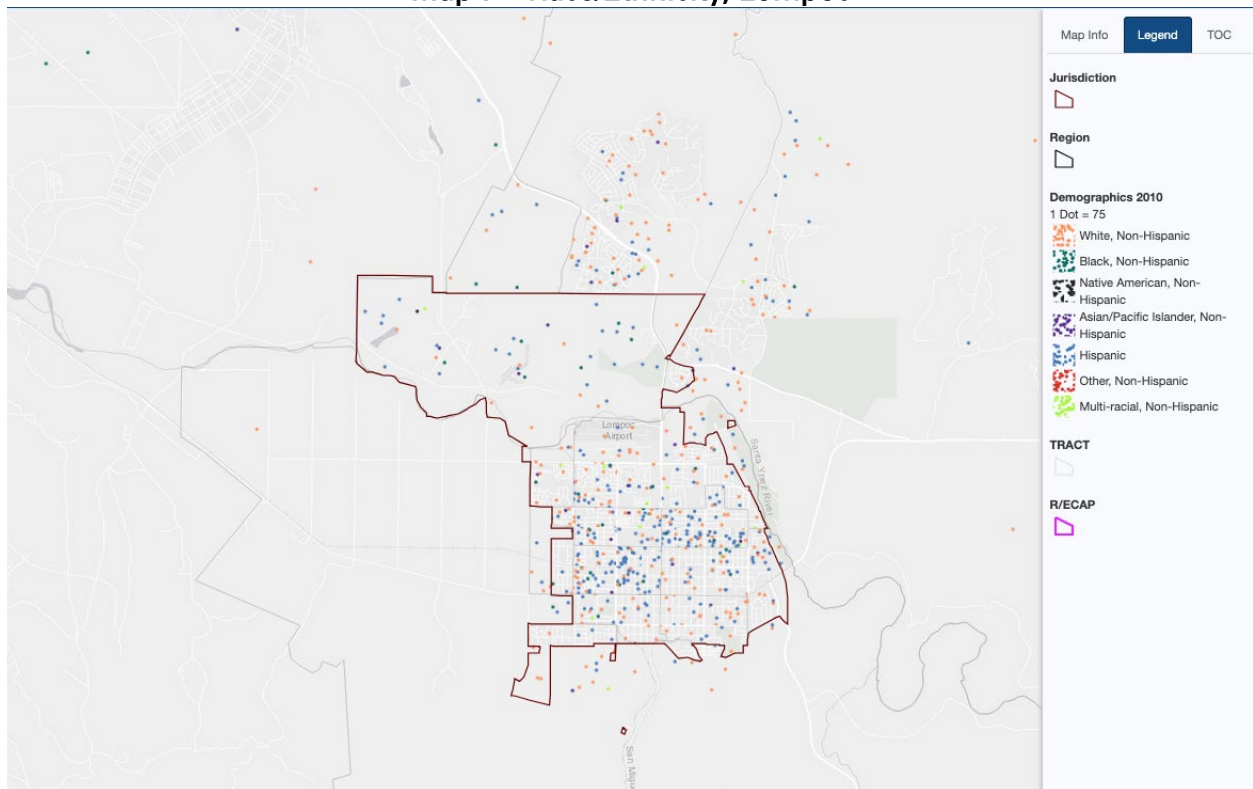 Map Info Legend TOC
Jurisdiction
Region
Demographics 2010
1 Dot = 75
White, Non-Hispanic
Black, Non-Hispanic
Native American, Non-
Hispanic
Asian/Pacific Islander, Non-
Hispanic
Hispanic
Other, Non-Hispanic
Multi-racial, Non-Hispanic
TRACT
R/ECAP
Lompoc
Airport
Santa Ynez River
San Migu